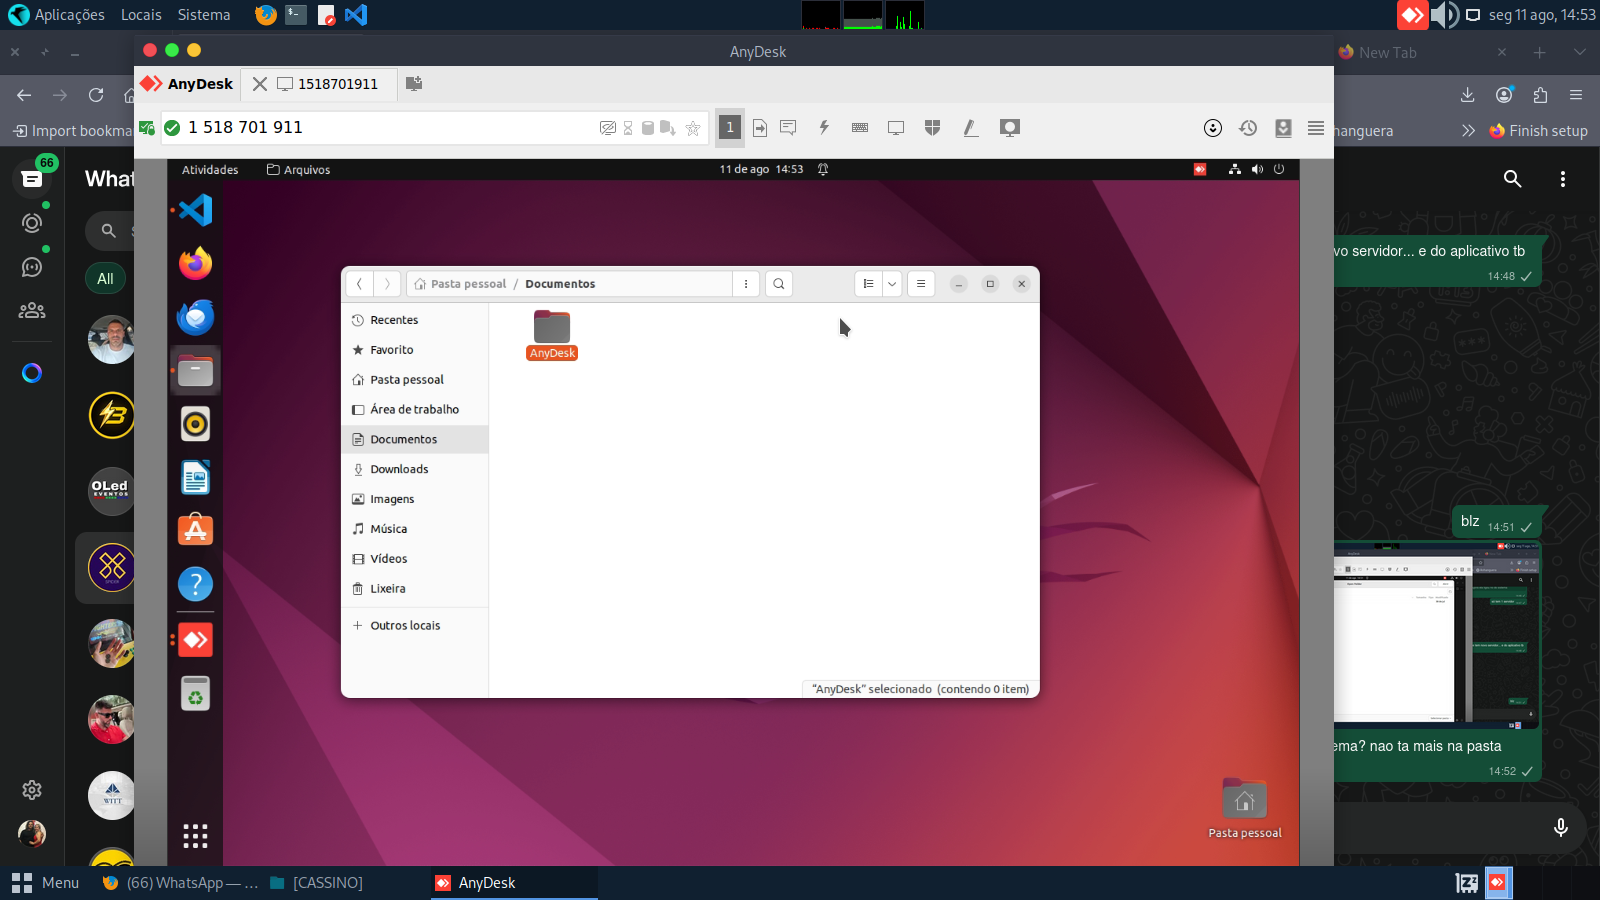 Aplicações Locais Sistema
seg 11 ago, 14:53
AnyDesk
New Tab
AnyDesk
1518701911
Import bookma
1 518 701 911
1
nanguera
Finish setup
66
What
All
Atividades
Arquivos
11 de ago 14:53
Pasta pessoal / Documentos
Recentes
Favorito
Pasta pessoal
Área de trabalho
Documentos
Downloads
Imagens
Música
Vídeos
Lixeira
Outros locais
AnyDesk
"AnyDesk" selecionado (contendo 0 item)
Pasta pessoal
OLed
EVENTOS
WITT
vo servidor... e do aplicativo tb
14:48
blz
14:51
ema? nao ta mais na pasta
14:52
Menu
(66) WhatsApp — ...
[CASSINO]
AnyDesk